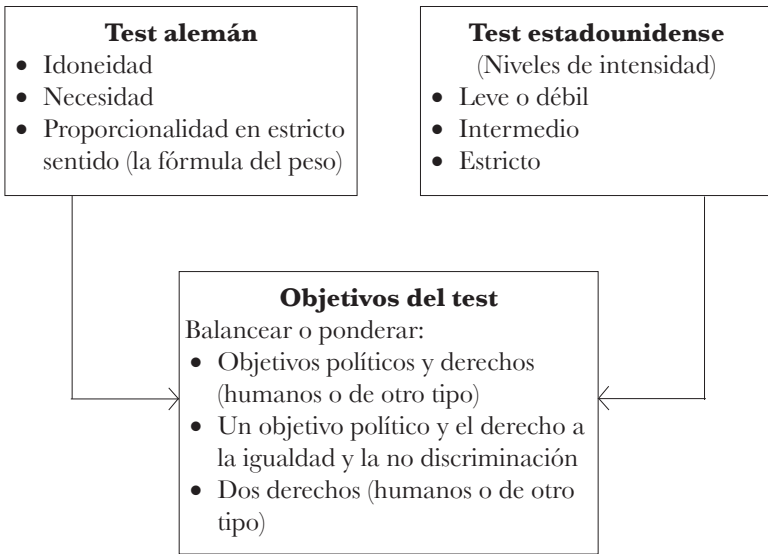 Test alemán
• Idoneidad
• Necesidad
• Proporcionalidad en estricto
sentido (la fórmula del peso)
Test estadounidense
(Niveles de intensidad)
• Leve o débil
• Intermedio
• Estricto
Objetivos del test
Balancear o ponderar:
• Objetivos políticos y derechos
(humanos o de otro tipo)
• Un objetivo político y el derecho a
la igualdad y la no discriminación
• Dos derechos (humanos o de otro
tipo)